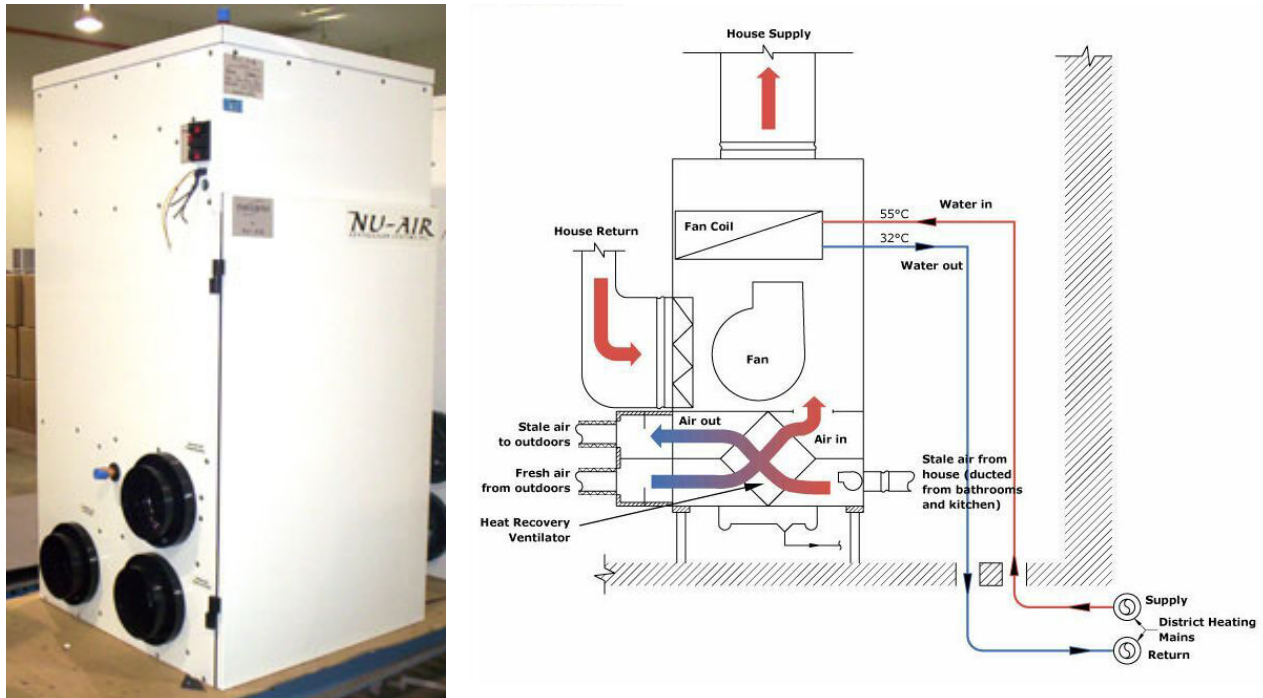 NU-AIR
House Supply
House Return
Fan Coil
55°C
Water in
32°C
Water out
Fan
Stale air
to outdoors
Air out
Air in
Fresh air
from outdoors
Stale air from
house (ducted
from bathrooms
and kitchen)
Heat Recovery
Ventilator
Supply
District Heating
Mains
Return